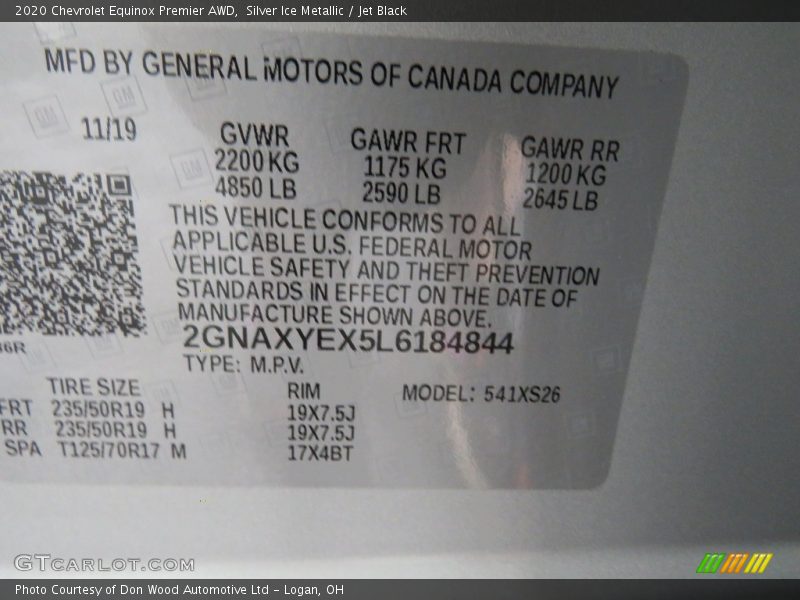 2020 Chevrolet Equinox Premier AWD,  Silver Ice Metallic / Jet Black
MFD BY GENERAL MOTORS OF CANADA COMPANY
11/19 GVWR GAWR FRT GAWR RR
2200 KG 1175 KG 1200 KG
4850 LB 2590 LB 2645 LB
THIS VEHICLE CONFORMS TO ALL
APPLICABLE U.S. FEDERAL MOTOR
VEHICLE SAFETY AND THEFT PREVENTION
STANDARDS IN EFFECT ON THE DATE OF
MANUFACTURE SHOWN ABOVE.
2GNAXYEX5L6184844
TYPE: M.P.V.
TIRE SIZE RIM MODEL: 541XS26
FRT 235/50R19 H 19X7.5J
RR 235/50R19 H 19X7.5J
SPA T125/70R17 M 17X4BT
GTCARLOT.COM
Photo Courtesy of Don Wood Automotive Ltd - Logan, OH